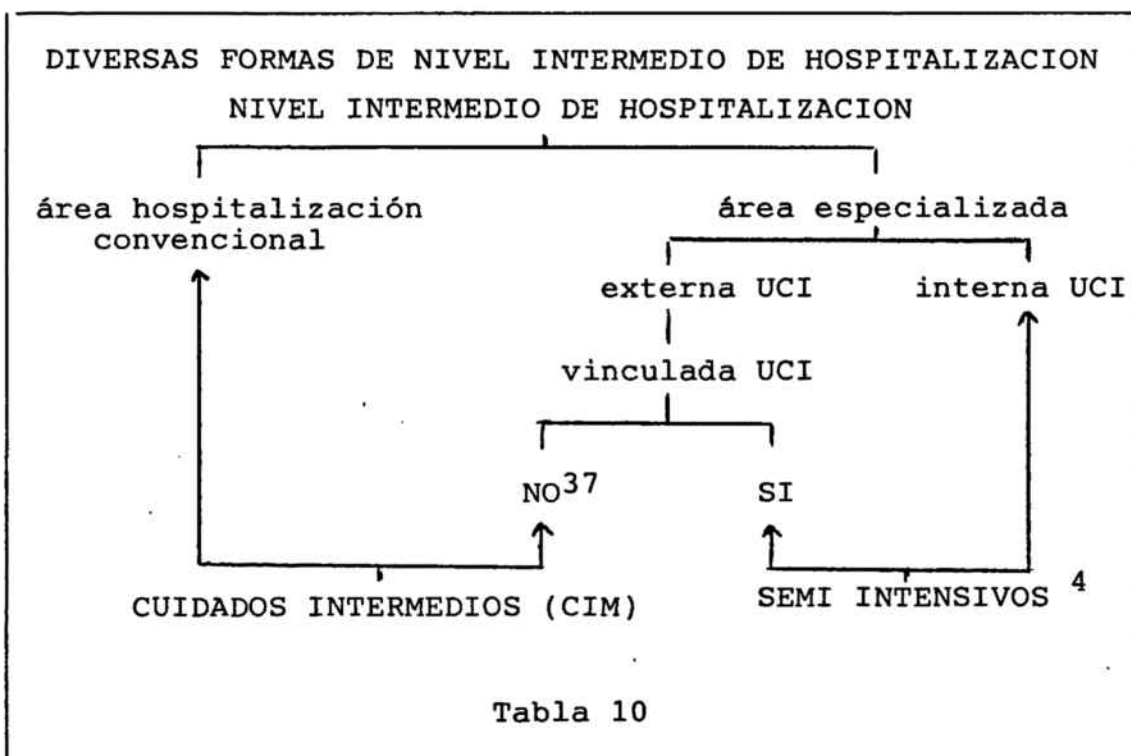 DIVERSAS FORMAS DE NIVEL INTERMEDIO DE HOSPITALIZACION
NIVEL INTERMEDIO DE HOSPITALIZACION
área hospitalización
convencional
área especializada
externa UCI
interna UCI
vinculada UCI
NO37
SI
CUIDADOS INTERMEDIOS (CIM)
SEMI INTENSIVOS 4
Tabla 10